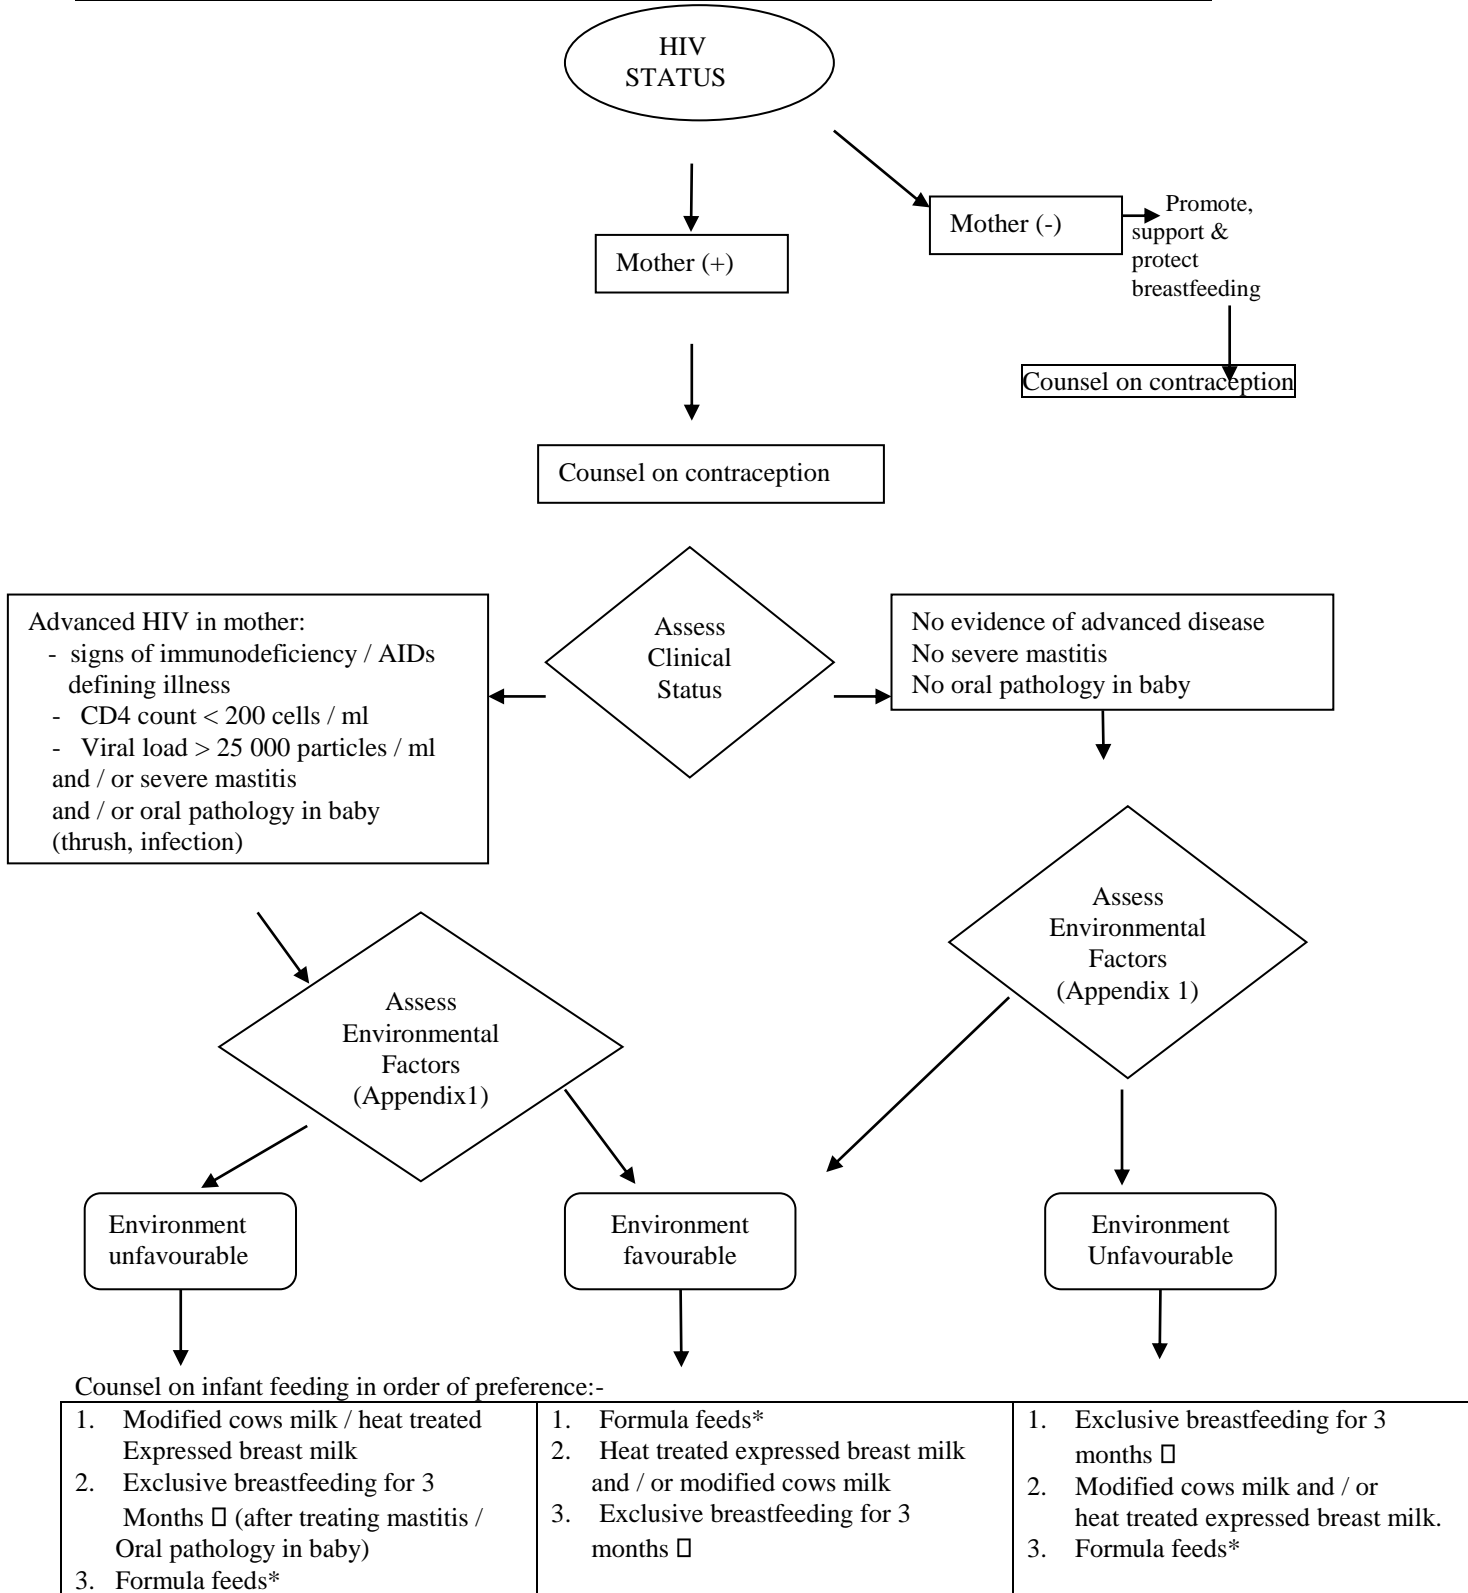 HIV
STATUS
Mother (-)
Promote,
support &
protect
breastfeeding
Mother (+)
Counsel on contraception
Counsel on contraception
Assess
Clinical
Status
Advanced HIV in mother:
- signs of immunodeficiency / AIDs
defining illness
- CD4 count < 200 cells / ml
- Viral load > 25 000 particles / ml
and / or severe mastitis
and / or oral pathology in baby
(thrush, infection)
No evidence of advanced disease
No severe mastitis
No oral pathology in baby
Assess
Environmental
Factors
(Appendix1)
Assess
Environmental
Factors
(Appendix 1)
Environment
unfavourable
Environment
favourable
Environment
Unfavourable
Counsel on infant feeding in order of preference:-
1. Modified cows milk / heat treated
Expressed breast milk
2. Exclusive breastfeeding for 3
Months □ (after treating mastitis /
Oral pathology in baby)
3. Formula feeds*
1. Formula feeds*
2. Heat treated expressed breast milk
and / or modified cows milk
3. Exclusive breastfeeding for 3
months □
1. Exclusive breastfeeding for 3
months □
2. Modified cows milk and / or
heat treated expressed breast milk.
3. Formula feeds*